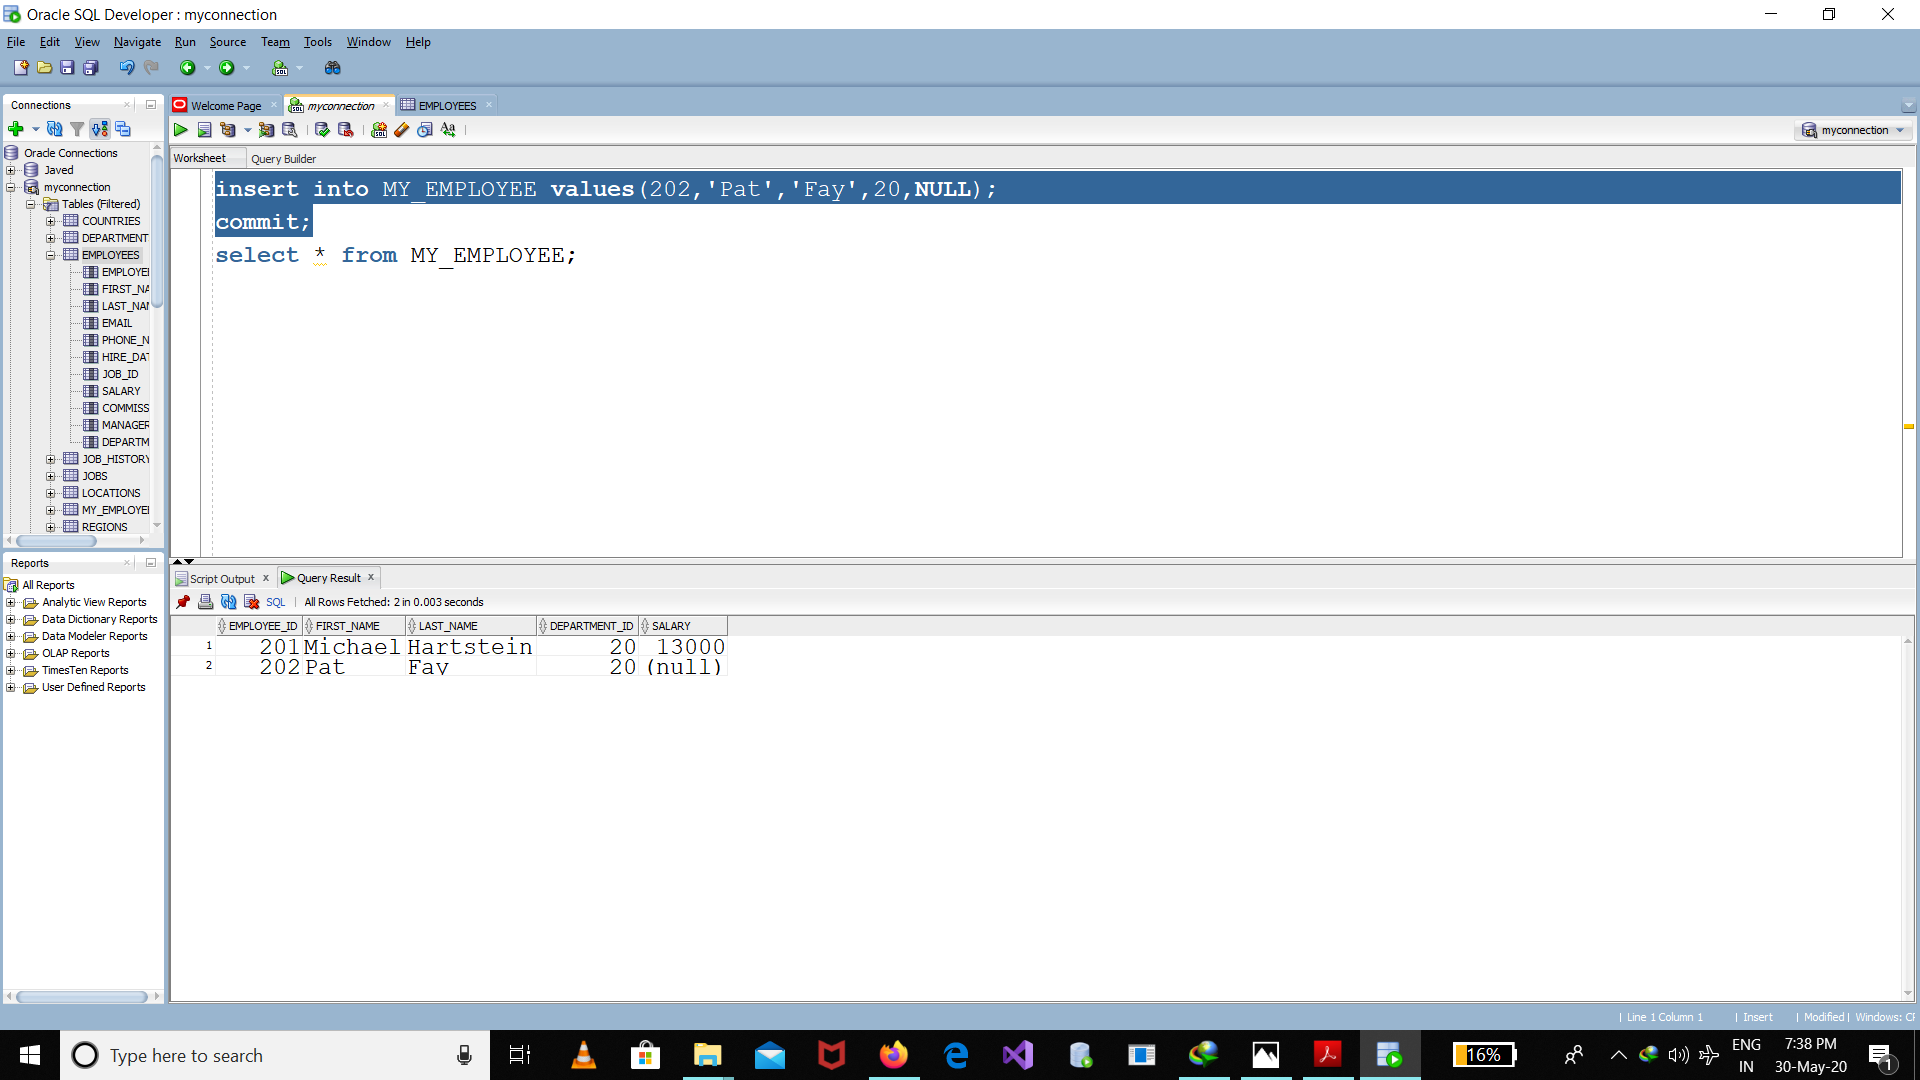 Oracle SQL Developer : myconnection
File Edit View Navigate Run Source Team Tools Window Help
Connections
Oracle Connections
Javed
myconnection
Tables (Filtered)
COUNTRIES
DEPARTMENT
EMPLOYEES
EMPLOYEE
FIRST_NA
LAST_NAM
EMAIL
PHONE_N
HIRE_DAT
JOB_ID
SALARY
COMMISS
MANAGER
DEPARTM
JOB_HISTORY
JOBS
LOCATIONS
MY_EMPLOYEE
REGIONS
Reports
All Reports
Analytic View Reports
Data Dictionary Reports
Data Modeler Reports
OLAP Reports
TimesTen Reports
User Defined Reports
Welcome Page myconnection EMPLOYEES
Aa
myconnection
Worksheet Query Builder
insert into MY_EMPLOYEE values(202,'Pat','Fay',20,NULL);
commit;
select * from MY_EMPLOYEE;
Script Output x Query Result x
SQL | All Rows Fetched: 2 in 0.003 seconds
EMPLOYEE_ID FIRST_NAME LAST_NAME DEPARTMENT_ID SALARY
1 201 Michael Hartstein 20 13000
2 202 Pat Fay 20 (null)
| Line 1 Column 1 | Insert | Modified | Windows: CR
Type here to search
16%
ENG
IN
7:38 PM
30-May-20
1